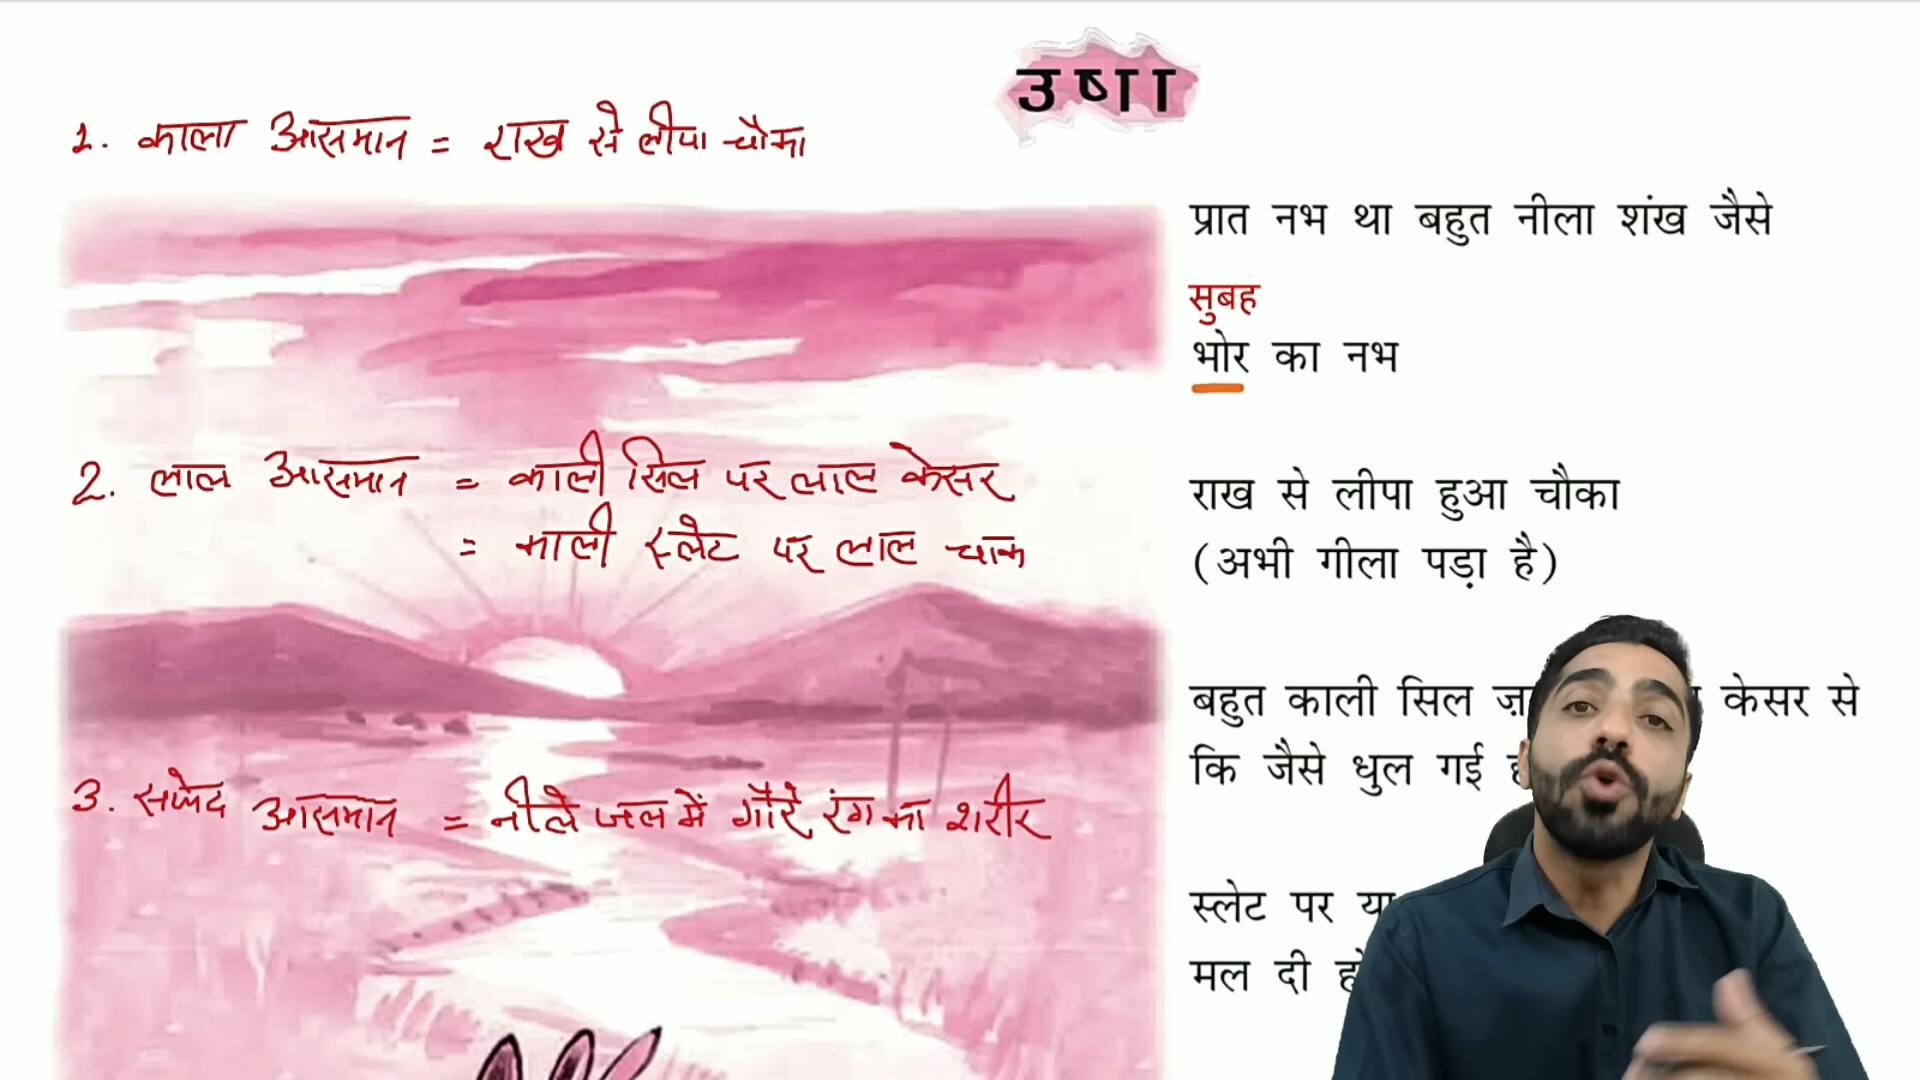 उषा
1. काला आसमान = राख से लीपा चौका
प्रात नभ था बहुत नीला शंख जैसे
सुबह
भोर का नभ
2. लाल आसमान = काली सिल पर लाल केसर
= काली स्लेट पर लाल चाक
राख से लीपा हुआ चौका
(अभी गीला पड़ा है)
बहुत काली सिल केसर से
कि जैसे धुल गई
3. सफेद आसमान = नीले जल में गौरे रंग का शरीर
स्लेट पर या
मल दी